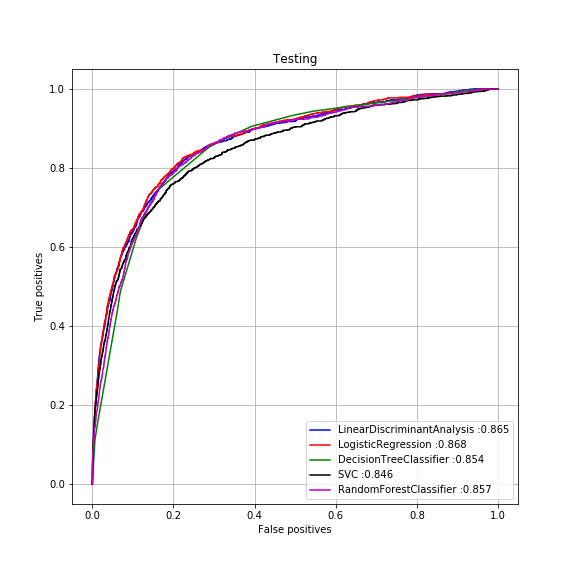 Testing
1.0
0.8
0.6
0.4
0.2
0.0
True positives
0.0 0.2 0.4 0.6 0.8 1.0
False positives
LinearDiscriminantAnalysis :0.865
LogisticRegression :0.868
DecisionTreeClassifier :0.854
SVC :0.846
RandomForestClassifier :0.857